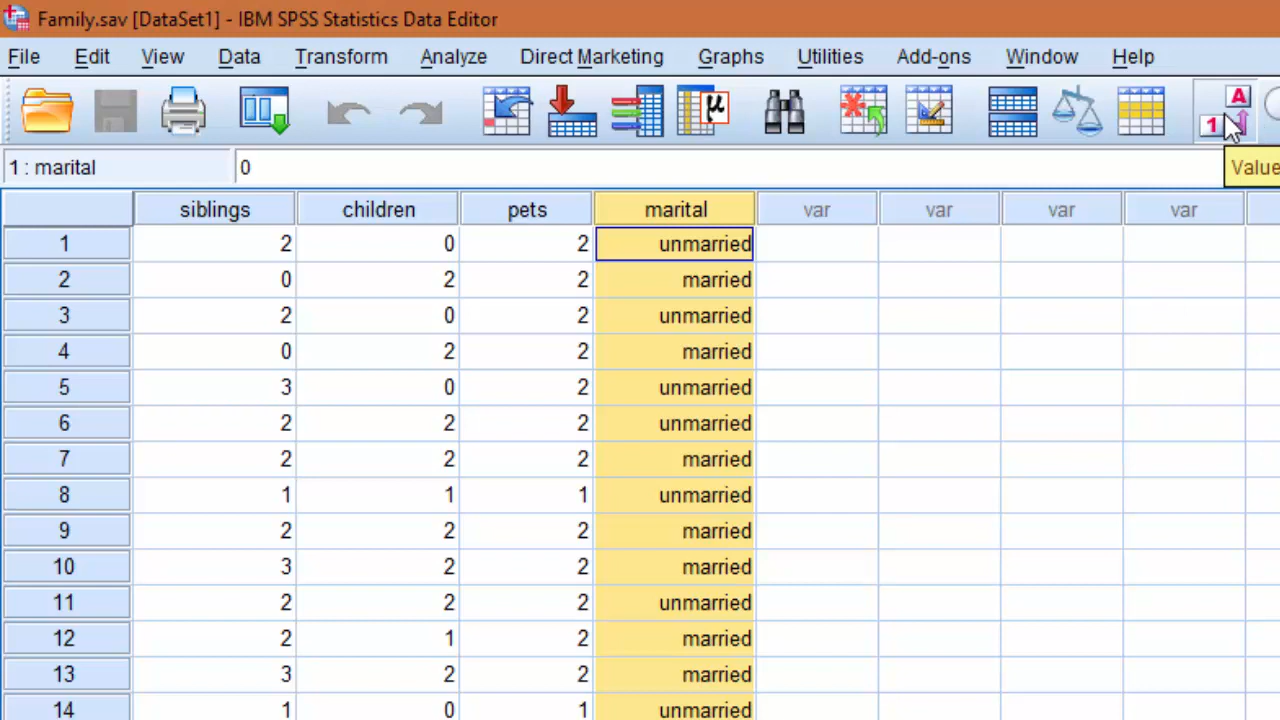 Family.sav [DataSet1] - IBM SPSS Statistics Data Editor
File Edit View Data Transform Analyze Direct Marketing Graphs Utilities Add-ons Window Help
μ A 1
1 : marital 0 Value
siblings children pets marital var var var var
1 2 0 2 unmarried
2 0 2 2 married
3 2 0 2 unmarried
4 0 2 2 married
5 3 0 2 unmarried
6 2 2 2 unmarried
7 2 2 2 married
8 1 1 1 unmarried
9 2 2 2 married
10 3 2 2 married
11 2 2 2 unmarried
12 2 1 2 married
13 3 2 2 married
14 1 0 1 unmarried